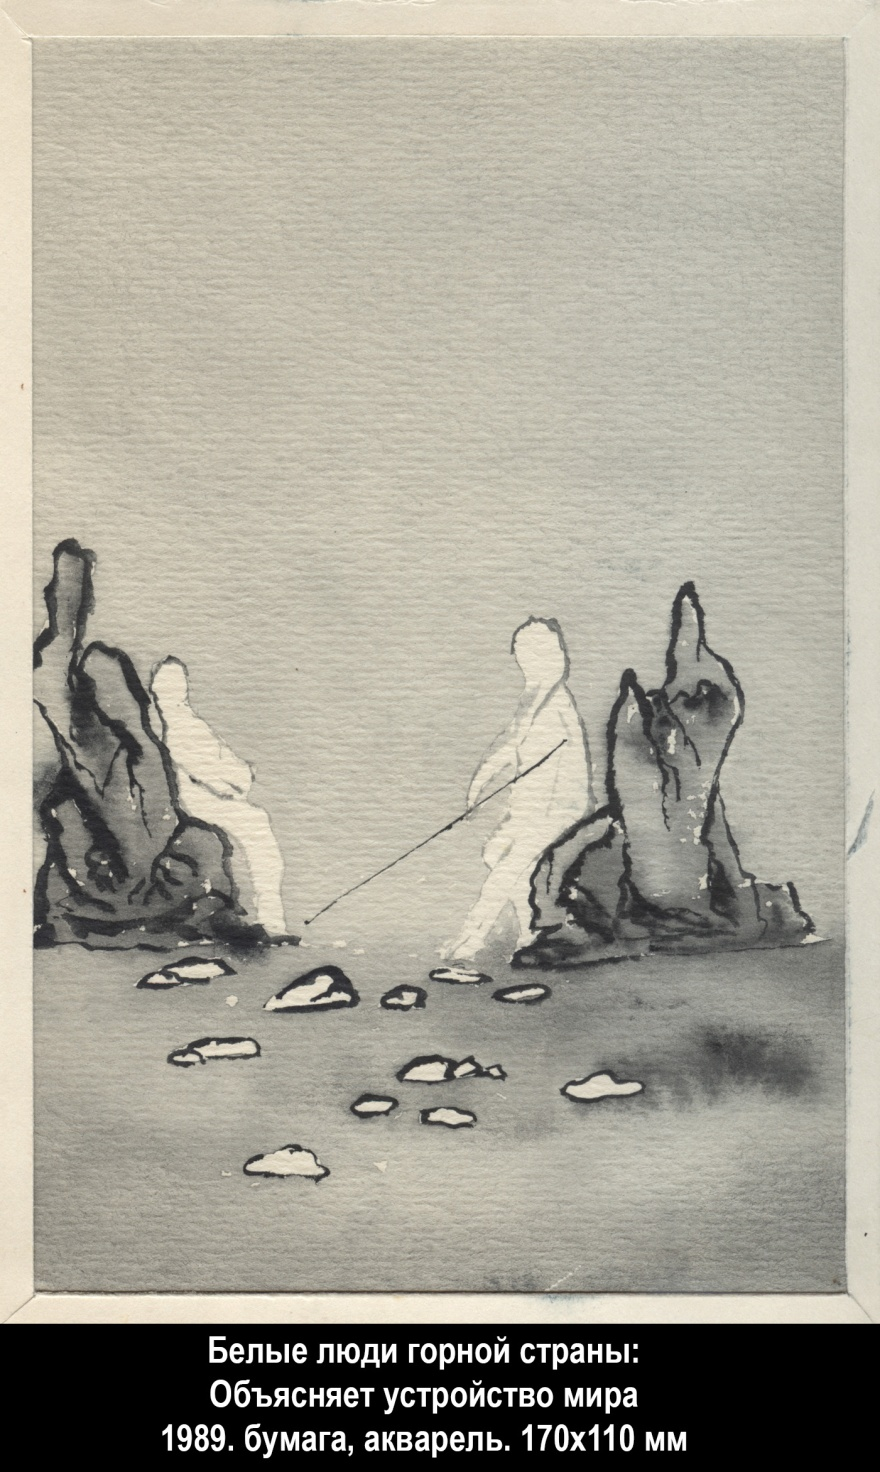 Белые люди горной страны:
Объясняет устройство мира
1989. бумага, акварель. 170х110 мм